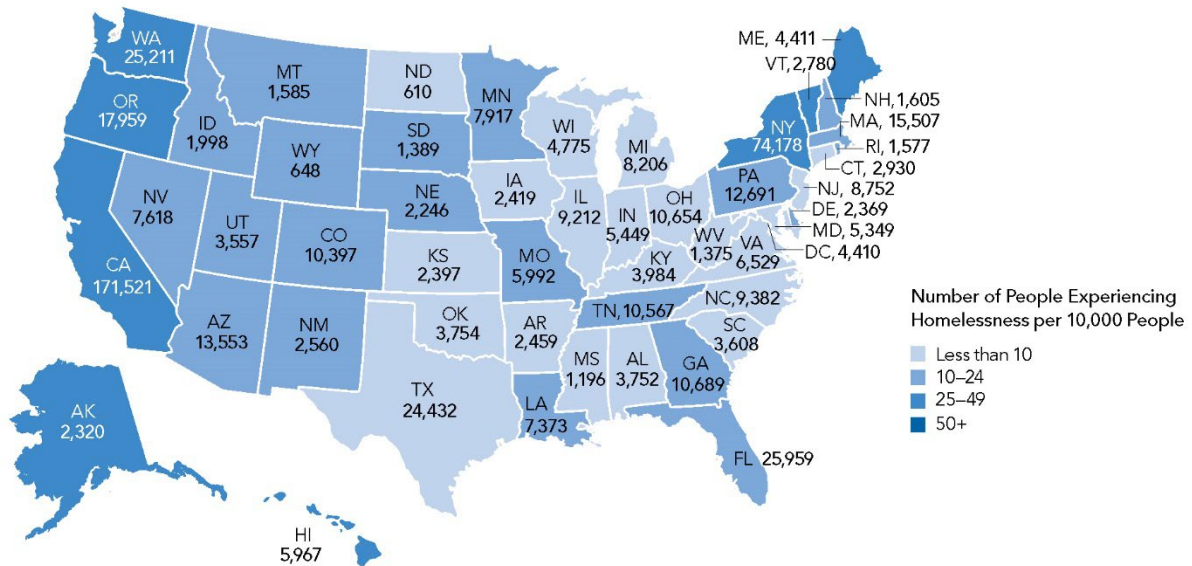 WA
25,211
OR
17,959
CA
171,521
ID
1,998
NV
7,618
MT
1,585
WY
648
UT
3,557
AZ
13,553
CO
10,397
NM
2,560
ND
610
SD
1,389
NE
2,246
KS
2,397
OK
3,754
TX
24,432
MN
7,917
IA
2,419
MO
5,992
AR
2,459
LA
7,373
WI
4,775
IL
9,212
MI
8,206
IN
5,449
OH
10,654
KY
3,984
TN, 10,567
MS
1,196
AL
3,752
GA
10,689
FL 25,959
SC
3,608
NC, 9,382
WV
1,375
VA
6,529
PA
12,691
NY
74,178
ME, 4,411
VT, 2,780
NH, 1,605
MA, 15,507
RI, 1,577
CT, 2,930
NJ, 8,752
DE, 2,369
MD, 5,349
DC, 4,410
AK
2,320
HI
5,967
Number of People Experiencing
Homelessness per 10,000 People
Less than 10
10–24
25–49
50+